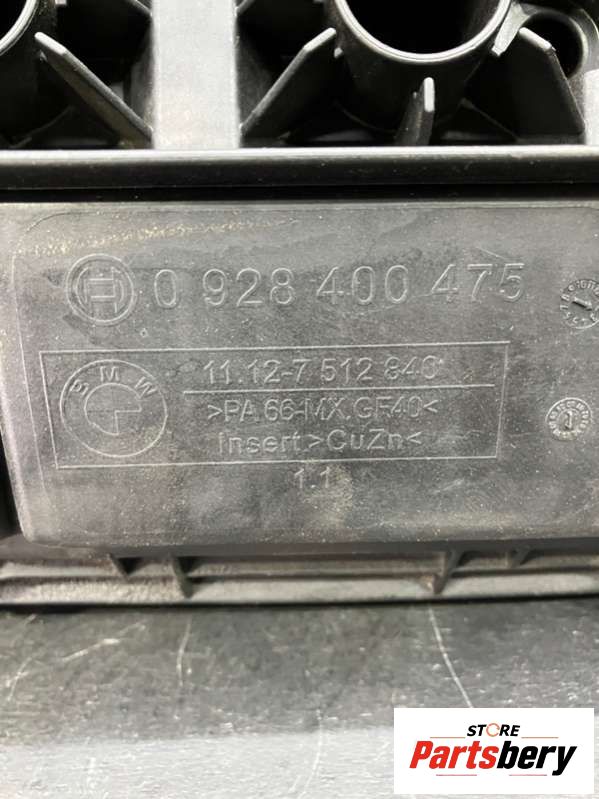 0 928 400 475
BMW
11.12-7 512 840
>PA 66-MX.GF40<
Insert >CuZn<
1.1
STORE
Partsbery